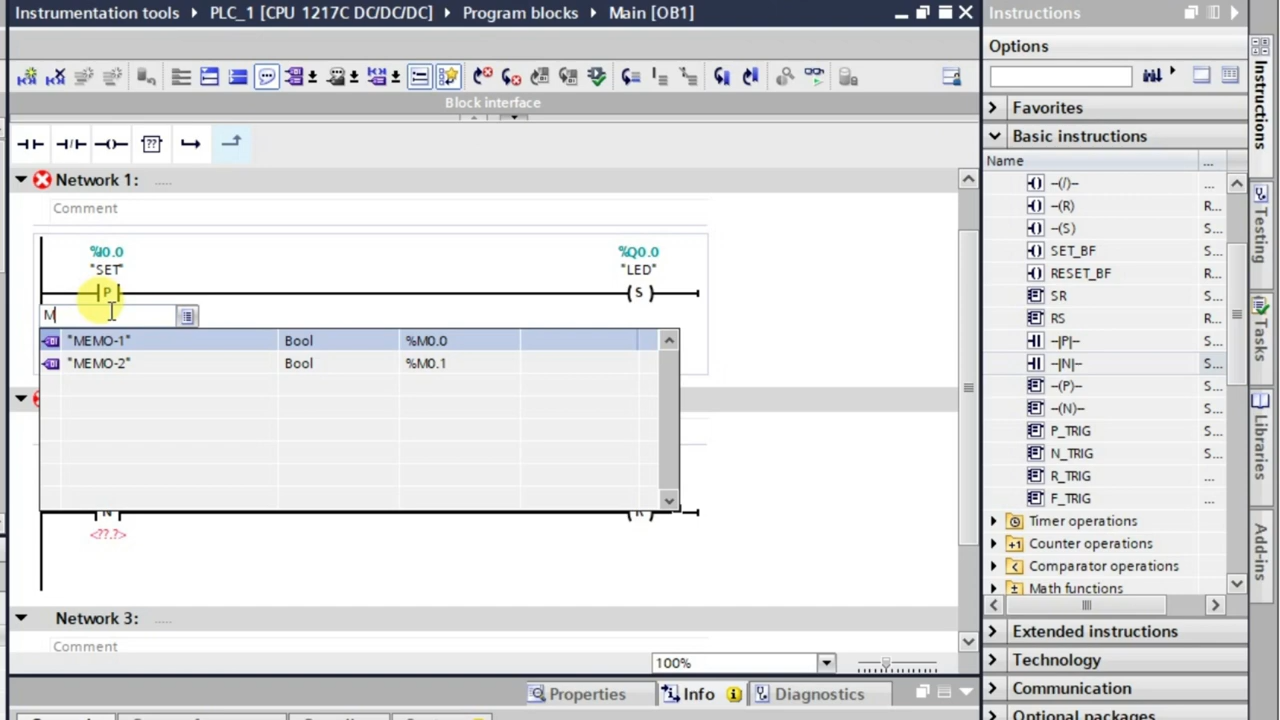 Instrumentation tools PLC_1 [CPU 1217C DC/DC/DC] Program blocks Main [OB1]
Instructions
Options
Block interface
Favorites
Basic instructions
Name ...
Network 1: .....
Comment
%I0.0
"SET"
P
%Q0.0
"LED"
S
M
"MEMO-1" Bool %M0.0
"MEMO-2" Bool %M0.1
N R
<??.?>
Network 3: .....
Comment
100%
Properties Info Diagnostics
-(/)- ...
-(R) R...
-(S) S...
SET_BF S...
RESET_BF R...
SR S...
RS R...
-|P|- S...
-|N|- S...
-(P)- S...
-(N)- S...
P_TRIG S...
N_TRIG S...
R_TRIG ...
F_TRIG ...
Timer operations
Counter operations
Comparator operations
Math functions
Extended instructions
Technology
Communication
Optional packages
Instructions
Testing
Tasks
Libraries
Add-ins